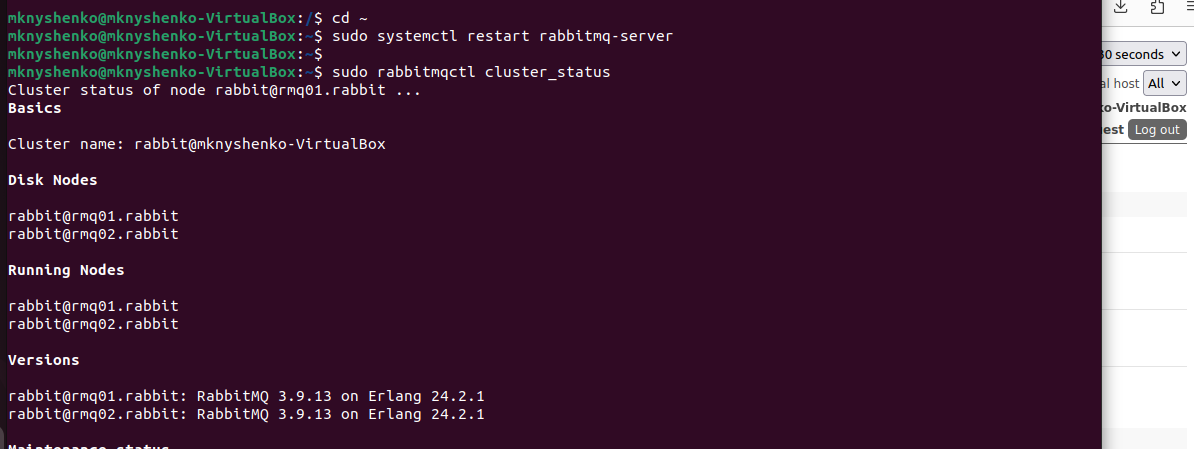 mknyshenko@mknyshenko-VirtualBox:/$ cd ~
mknyshenko@mknyshenko-VirtualBox:~$ sudo systemctl restart rabbitmq-server
mknyshenko@mknyshenko-VirtualBox:~$
mknyshenko@mknyshenko-VirtualBox:~$ sudo rabbitmqctl cluster_status
Cluster status of node rabbit@rmq01.rabbit ...
Basics
Cluster name: rabbit@mknyshenko-VirtualBox
Disk Nodes
rabbit@rmq01.rabbit
rabbit@rmq02.rabbit
Running Nodes
rabbit@rmq01.rabbit
rabbit@rmq02.rabbit
Versions
rabbit@rmq01.rabbit: RabbitMQ 3.9.13 on Erlang 24.2.1
rabbit@rmq02.rabbit: RabbitMQ 3.9.13 on Erlang 24.2.1
Maintenance status
seconds
host All
ko-VirtualBox
est Log out